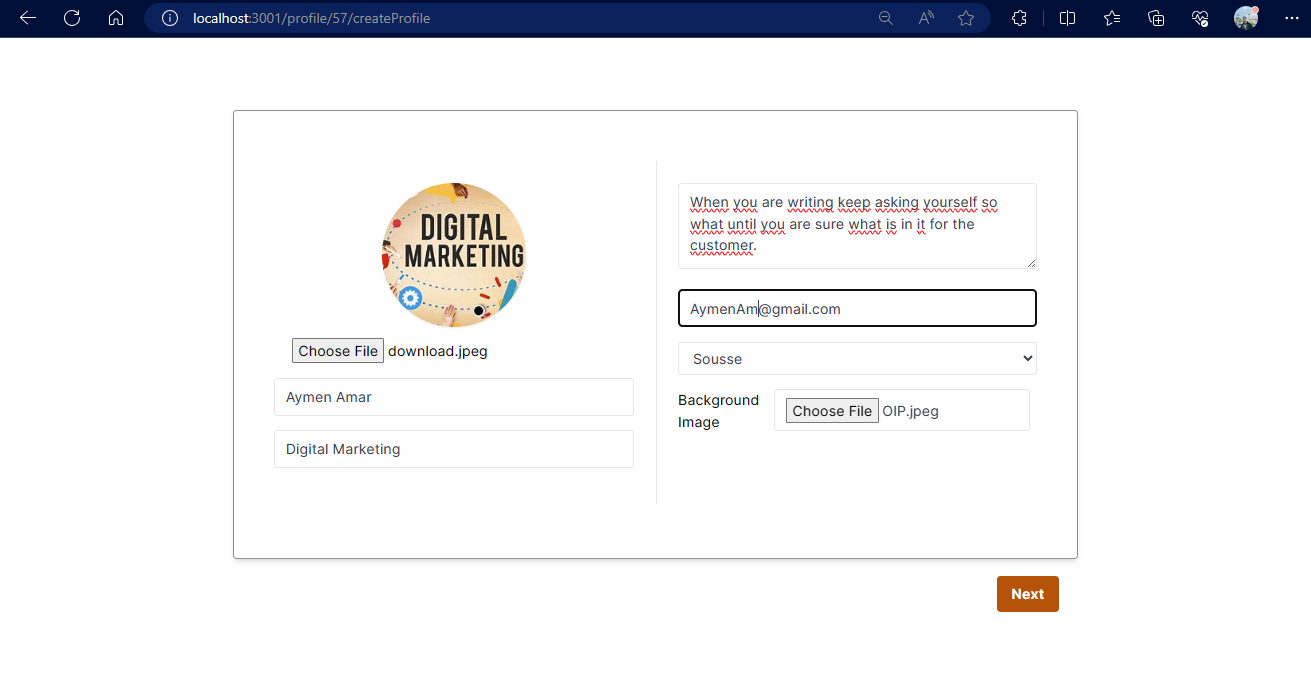 localhost:3001/profile/57/createProfile
DIGITAL
MARKETING
Choose File download.jpeg
Aymen Amar
Digital Marketing
When you are writing keep asking yourself so
what until you are sure what is in it for the
customer.
AymenAm@gmail.com
Sousse
Background
Image
Choose File OIP.jpeg
Next